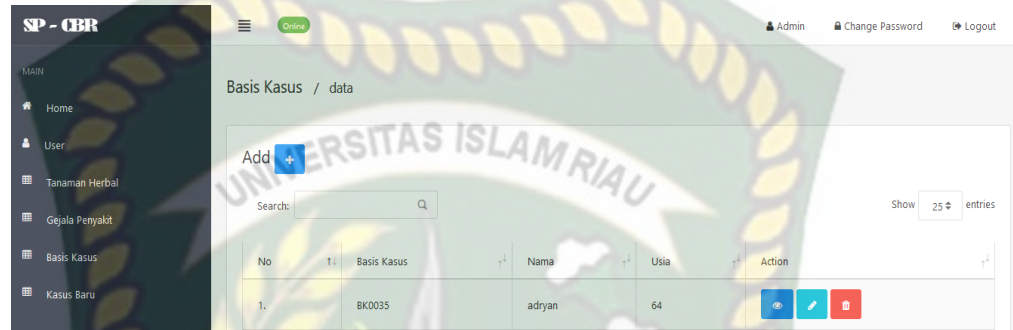 SP - CBR
Online
Admin
Change Password
Logout
MAIN
Home
User
Tanaman Herbal
Gejala Penyakit
Basis Kasus
Kasus Baru
Basis Kasus / data
UNIVERSITAS ISLAM RIAU
Add +
Search:
Show 25 entries
No Basis Kasus Nama Usia Action
1. BK0035 adryan 64